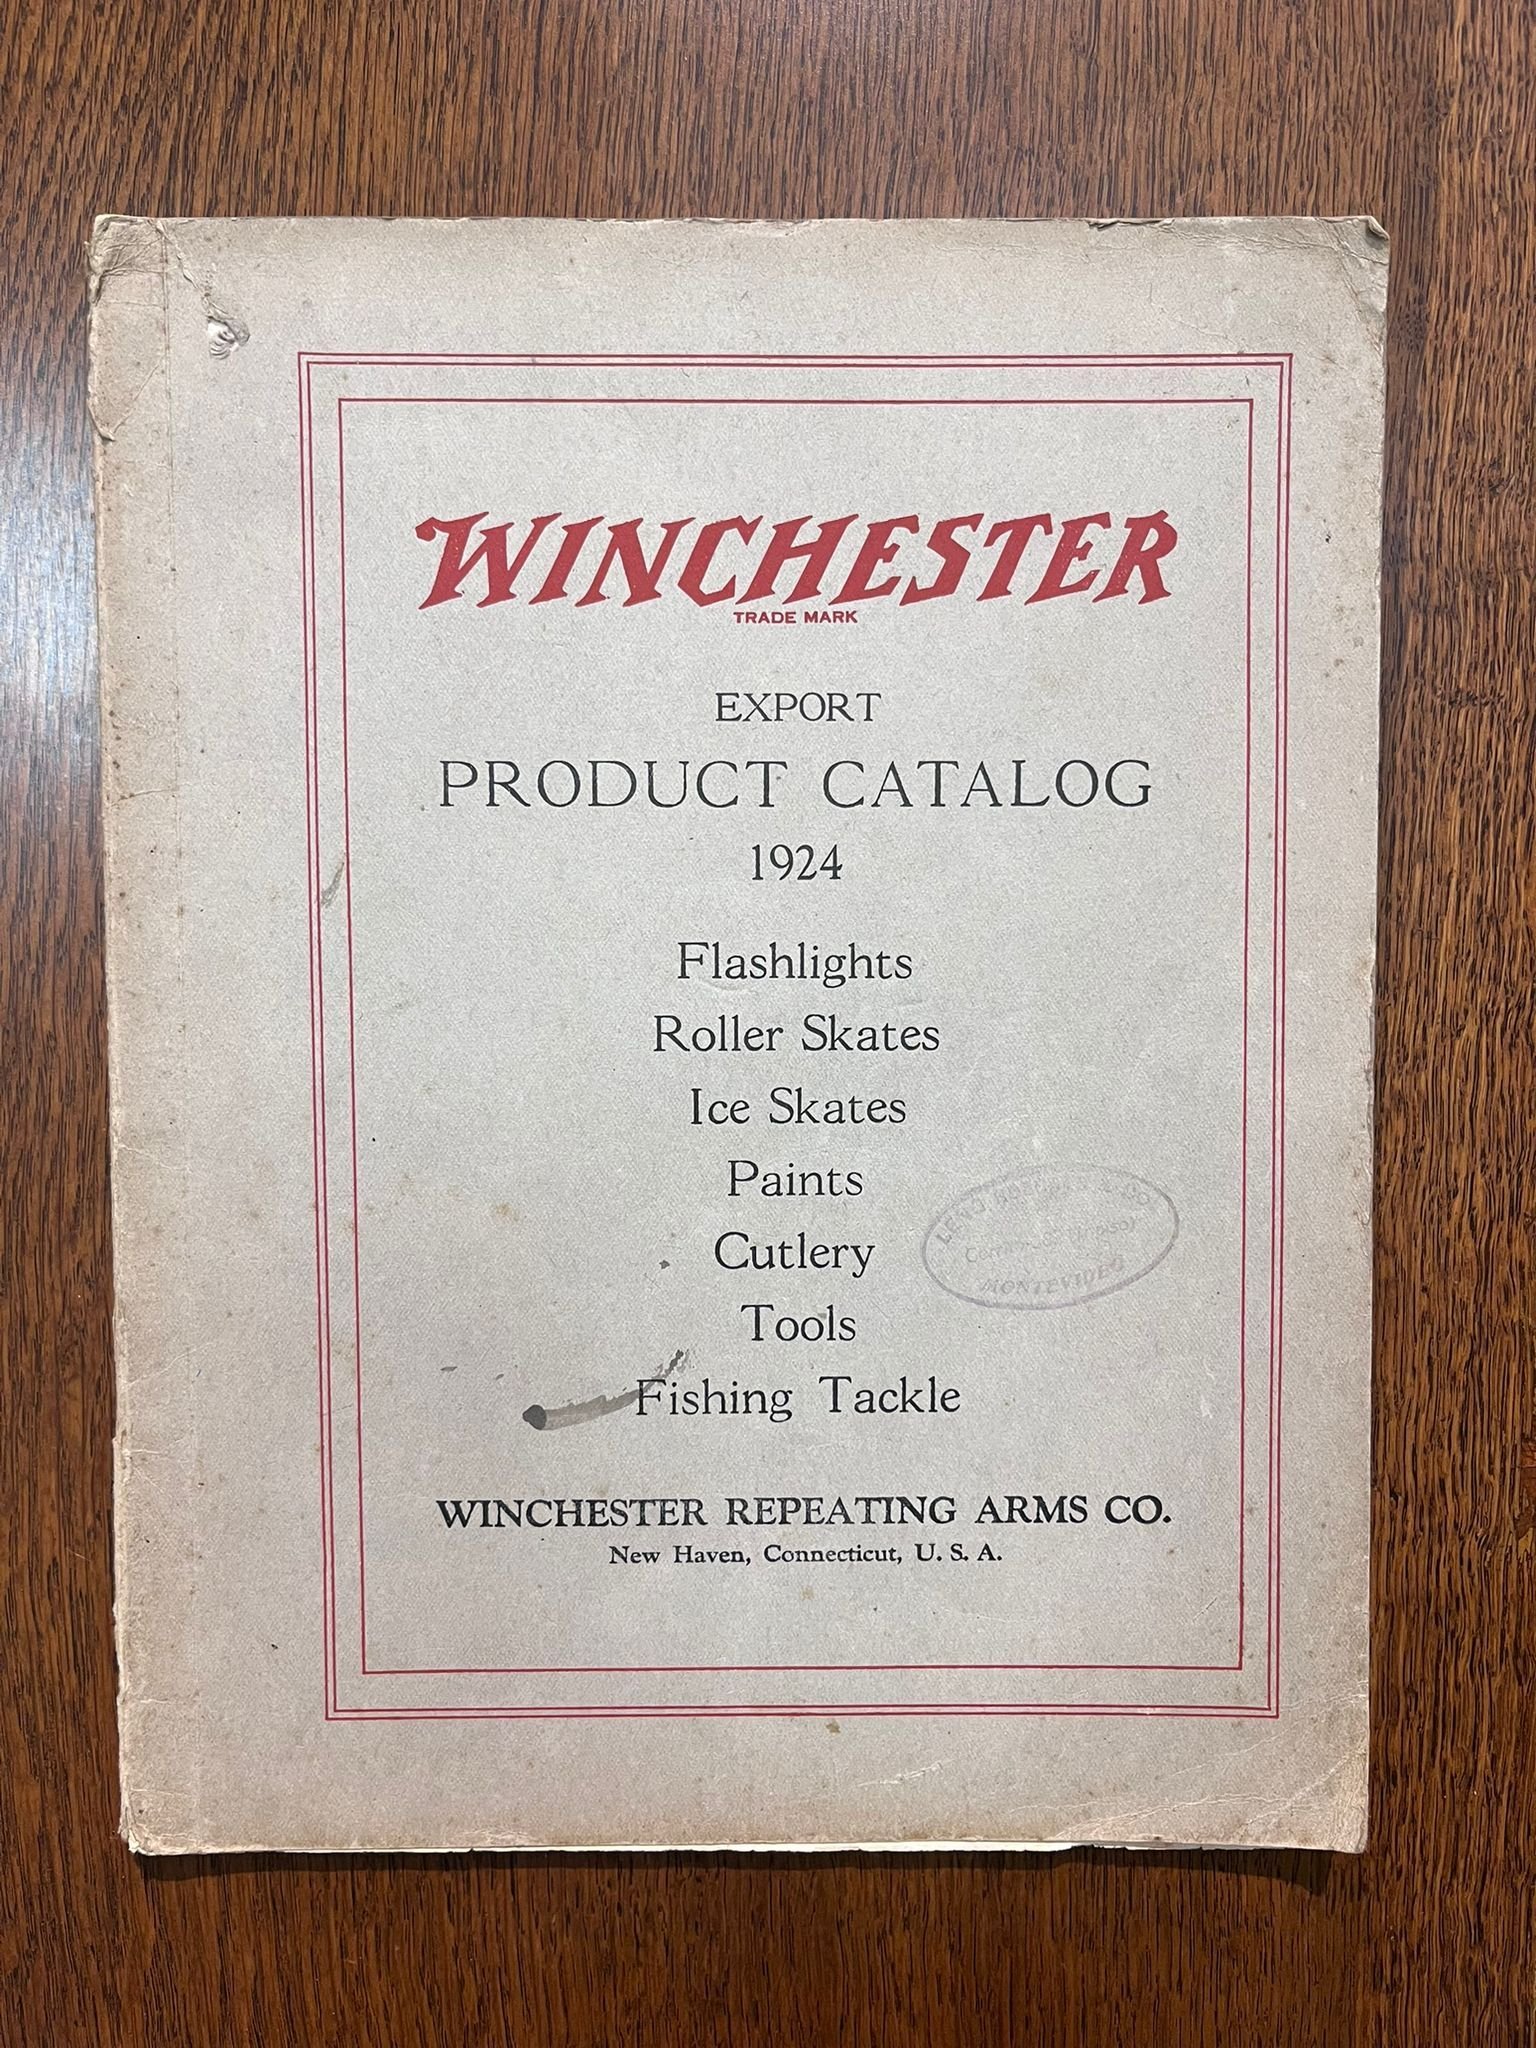 WINCHESTER
TRADE MARK
EXPORT
PRODUCT CATALOG
1924
Flashlights
Roller Skates
Ice Skates
Paints
Cutlery
Tools
Fishing Tackle
MONTEVIDEO
WINCHESTER REPEATING ARMS CO.
New Haven, Connecticut, U. S. A.